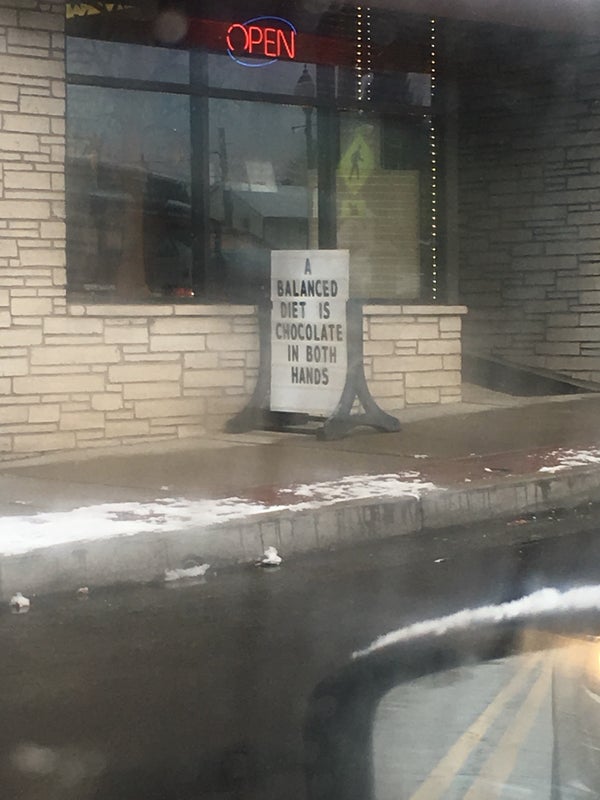 OPEN
A
BALANCED
DIET IS
CHOCOLATE
IN BOTH
HANDS